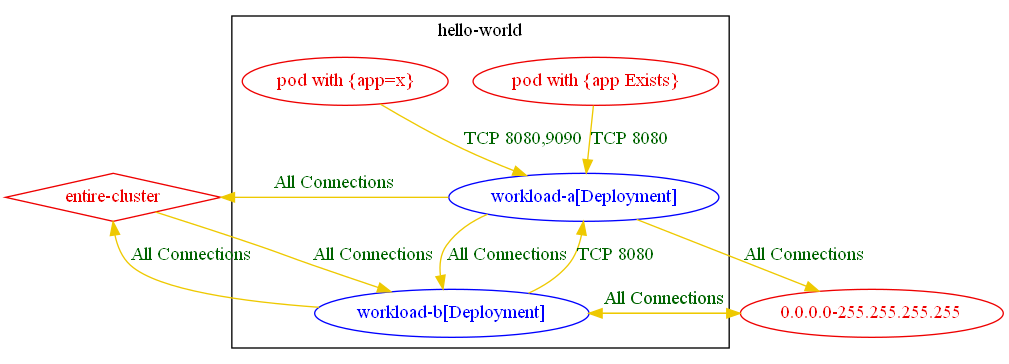 hello-world
pod with {app=x}
pod with {app Exists}
TCP 8080,9090
TCP 8080
All Connections
entire-cluster
workload-a[Deployment]
All Connections
All Connections
All Connections
TCP 8080
All Connections
All Connections
workload-b[Deployment]
0.0.0.0-255.255.255.255